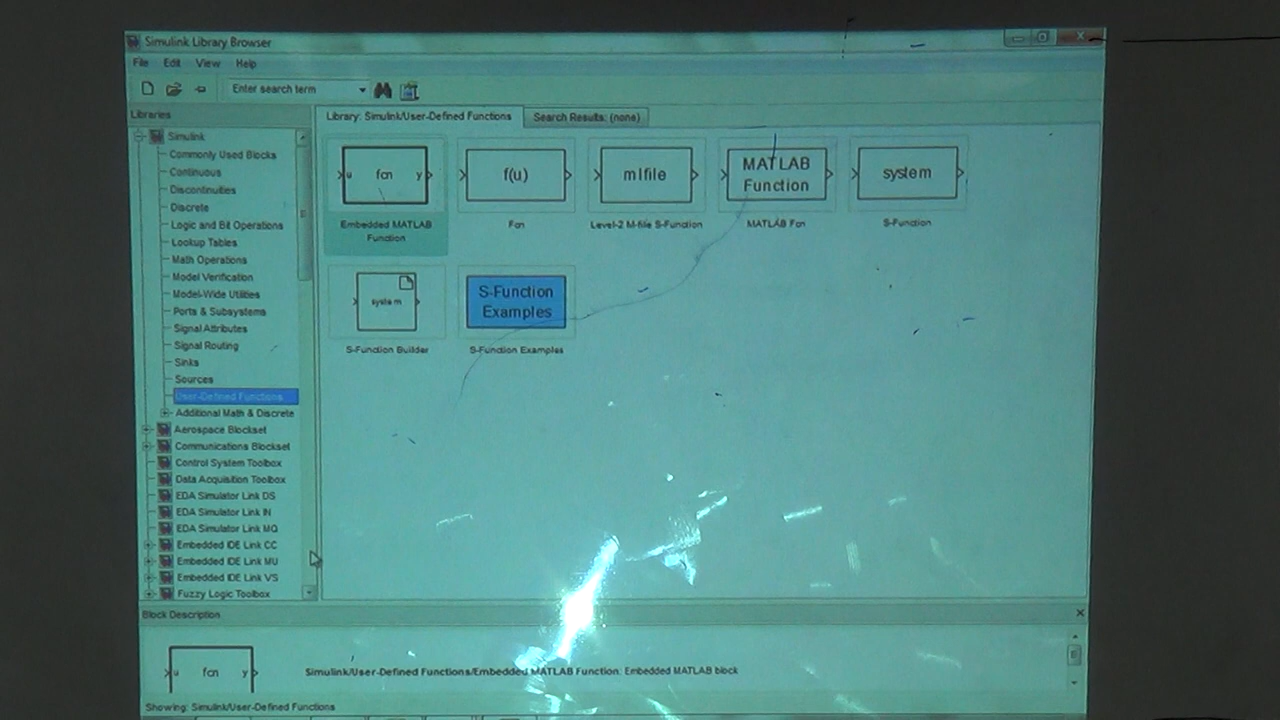 Simulink Library Browser
File Edit View Help
Enter search term
Libraries
Library: Simulink/User-Defined Functions
Search Results: (none)
Simulink
Commonly Used Blocks
Continuous
Discontinuities
Discrete
Logic and Bit Operations
Lookup Tables
Math Operations
Model Verification
Model-Wide Utilities
Ports & Subsystems
Signal Attributes
Signal Routing
Sinks
Sources
User-Defined Functions
Additional Math & Discrete
Aerospace Blockset
Communications Blockset
Control System Toolbox
Data Acquisition Toolbox
EDA Simulator Link DS
EDA Simulator Link IN
EDA Simulator Link MQ
Embedded IDE Link CC
Embedded IDE Link MU
Embedded IDE Link VS
Fuzzy Logic Toolbox
u fcn y
Embedded MATLAB
Function
f(u)
Fcn
mlfile
Level-2 M-file S-Function
MATLAB
Function
MATLAB Fcn
system
S-Function
system
S-Function Builder
S-Function
Examples
S-Function Examples
Block Description
u fcn y
Simulink/User-Defined Functions/Embedded MATLAB Function: Embedded MATLAB block
Showing: Simulink/User-Defined Functions